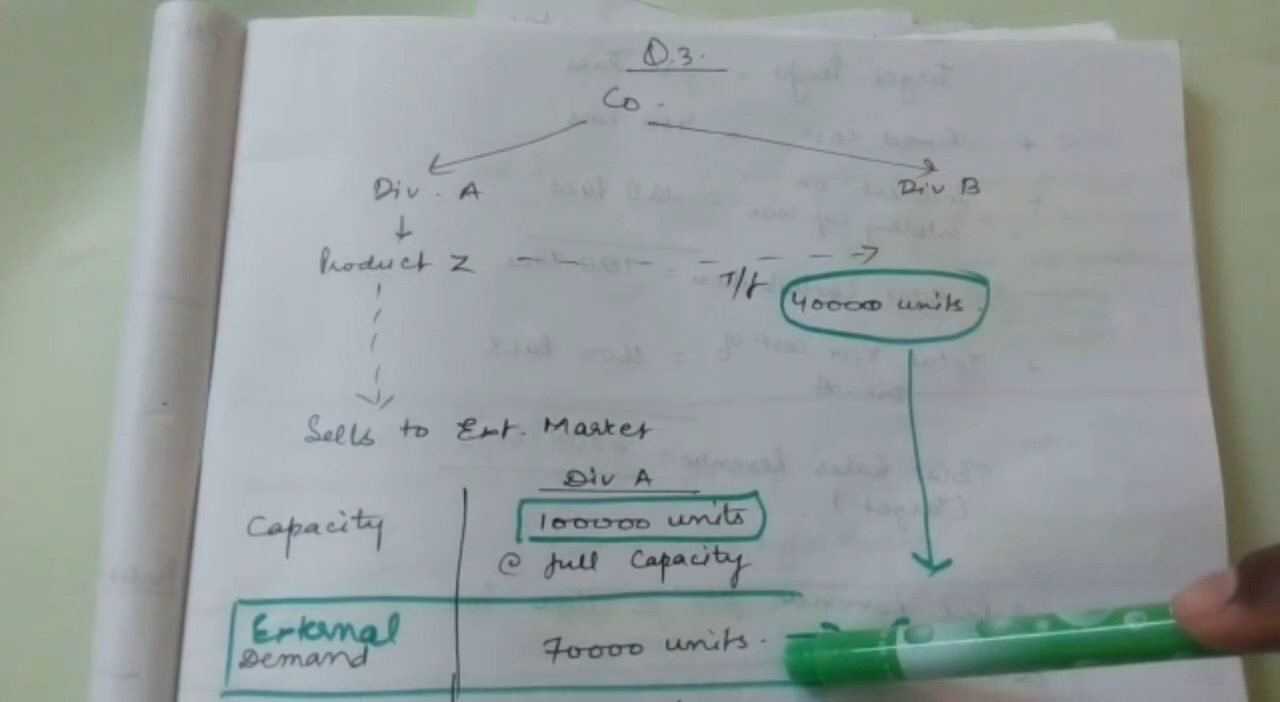 Q.3.
Co.
Div. A Div B
Product Z T/f
40000 units.
Sells to Ext. Market
Div A
Capacity 100000 units
@ full Capacity
External
Demand 70000 units.